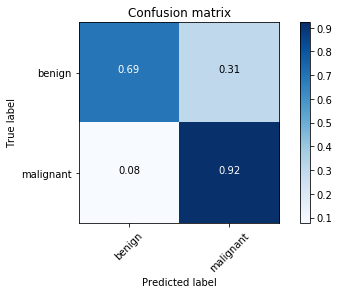 Confusion matrix
benign
0.69
0.31
malignant
0.08
0.92
True label
benign
malignant
Predicted label
0.9
0.8
0.7
0.6
0.5
0.4
0.3
0.2
0.1